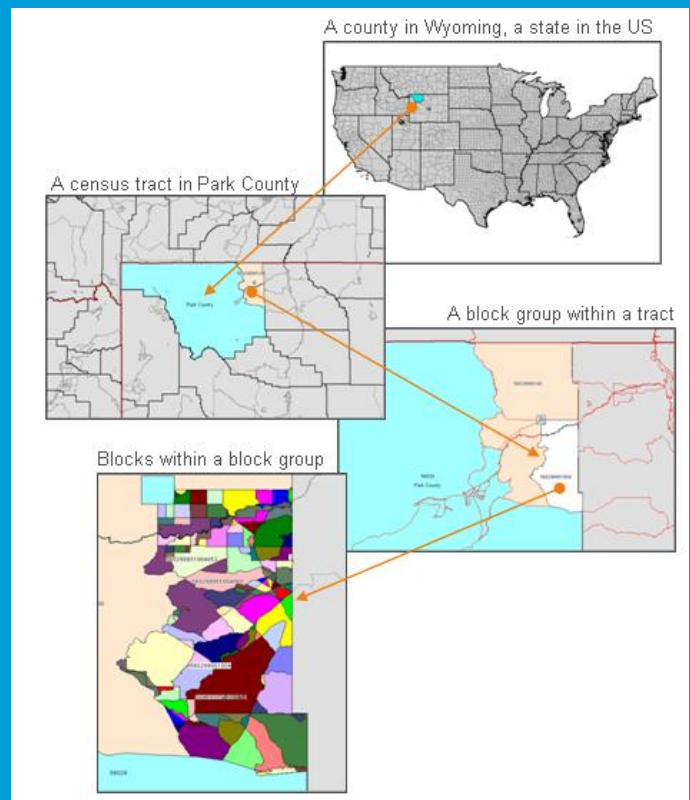 A county in Wyoming, a state in the US
A census tract in Park County
Park County
A block group within a tract
Park County
Blocks within a block group
56029